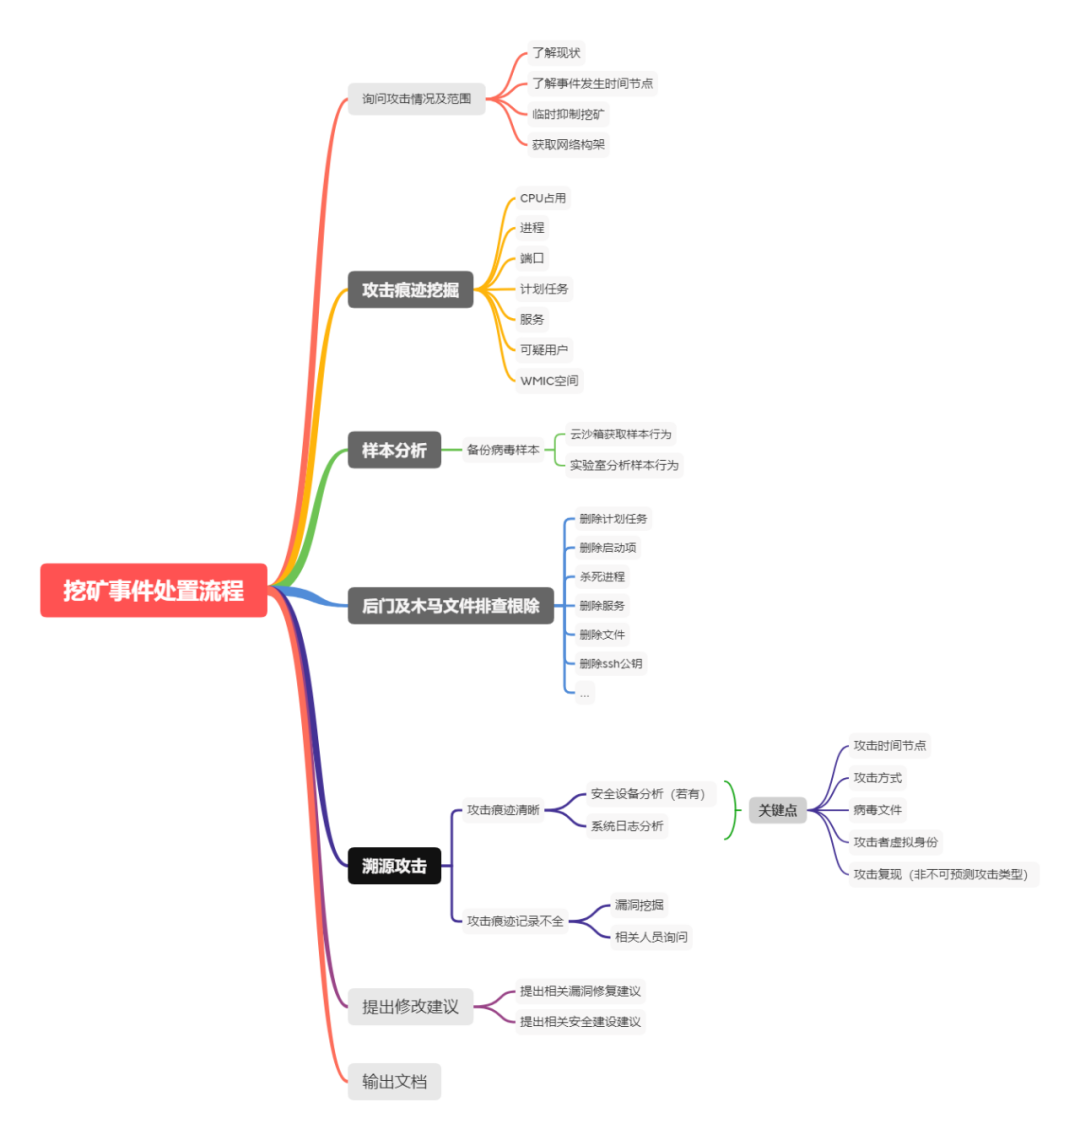 挖矿事件处置流程
询问攻击情况及范围
了解现状
了解事件发生时间节点
临时抑制挖矿
获取网络构架
攻击痕迹挖掘
CPU占用
进程
端口
计划任务
服务
可疑用户
WMIC空间
样本分析
备份病毒样本
云沙箱获取样本行为
实验室分析样本行为
后门及木马文件排查根除
删除计划任务
删除启动项
杀死进程
删除服务
删除文件
删除ssh公钥
...
溯源攻击
攻击痕迹清晰
安全设备分析（若有）
系统日志分析
关键点
攻击时间节点
攻击方式
病毒文件
攻击者虚拟身份
攻击复现（非不可预测攻击类型）
攻击痕迹记录不全
漏洞挖掘
相关人员询问
提出修改建议
提出相关漏洞修复建议
提出相关安全建设建议
输出文档